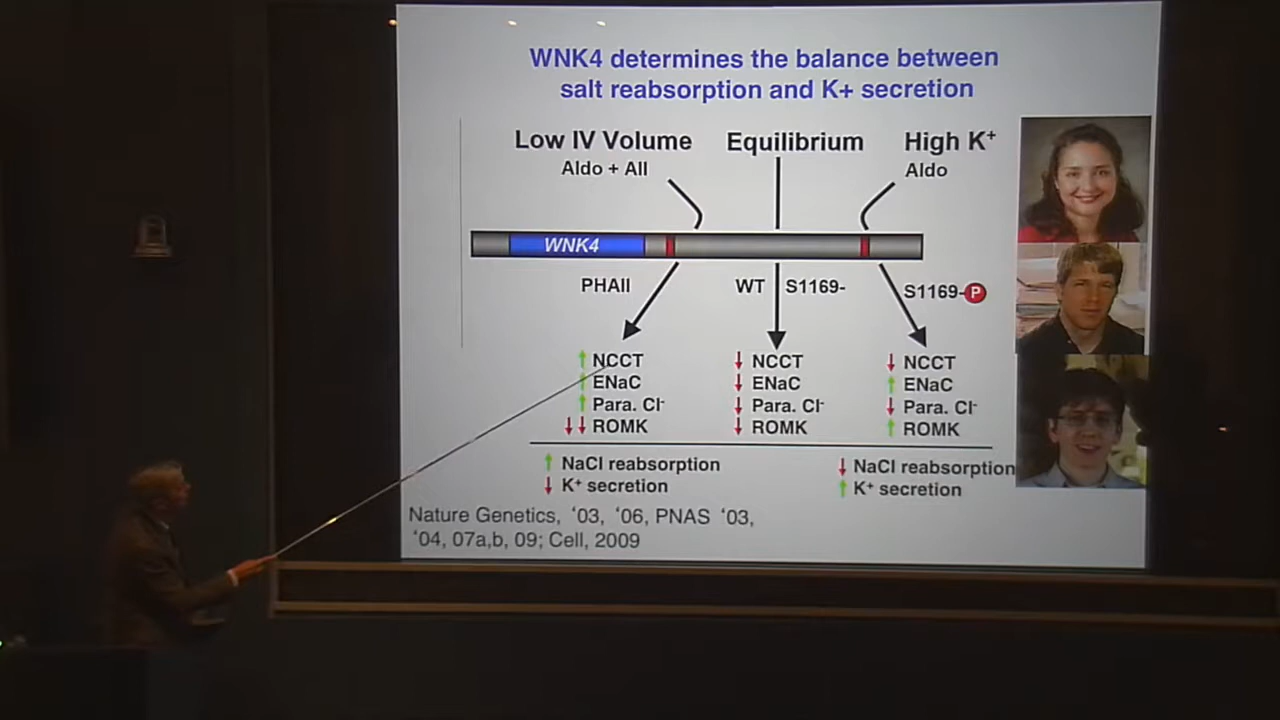 WNK4 determines the balance between
salt reabsorption and K+ secretion
Low IV Volume
Aldo + AII
Equilibrium
High K⁺
Aldo
WNK4
PHAII
WT
S1169-
S1169-P
↑ NCCT
↑ ENaC
↑ Para. Cl⁻
↓↓ ROMK
↓ NCCT
↓ ENaC
↓ Para. Cl⁻
↓ ROMK
↓ NCCT
↑ ENaC
↓ Para. Cl⁻
↑ ROMK
↑ NaCl reabsorption
↓ K⁺ secretion
↓ NaCl reabsorption
↑ K⁺ secretion
Nature Genetics, ‘03, ‘06, PNAS ‘03,
‘04, 07a,b, 09; Cell, 2009